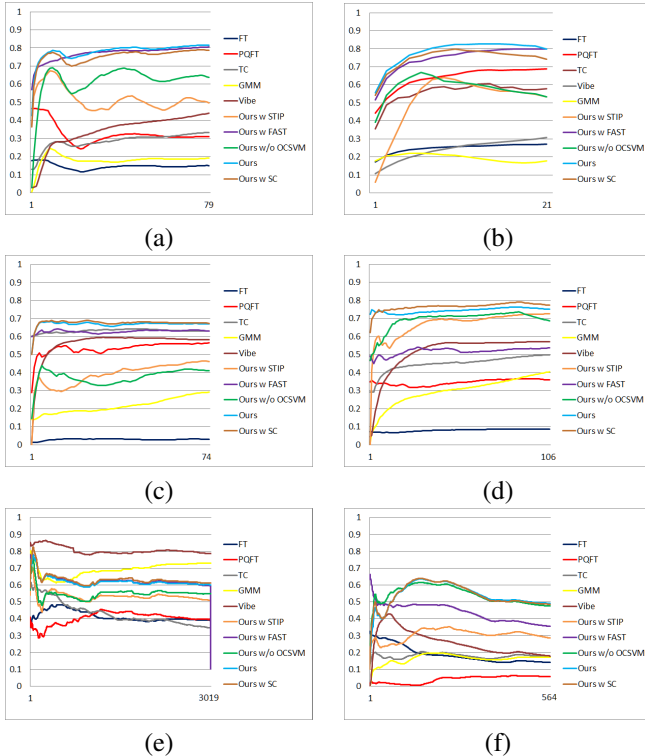 1
0.9
0.8
0.7
0.6
0.5
0.4
0.3
0.2
0.1
0
1
79
FT
PQFT
TC
GMM
Vibe
Ours w STIP
Ours w FAST
Ours w/o OCSVM
Ours
Ours w SC
(a)
1
0.9
0.8
0.7
0.6
0.5
0.4
0.3
0.2
0.1
0
1
21
FT
PQFT
TC
Vibe
GMM
Ours w STIP
Ours w FAST
Ours w/o OCSVM
Ours
Ours w SC
(b)
1
0.9
0.8
0.7
0.6
0.5
0.4
0.3
0.2
0.1
0
1
74
FT
PQFT
TC
GMM
Vibe
Ours w STIP
Ours w FAST
Ours w/o OCSVM
Ours
Ours w SC
(c)
1
0.9
0.8
0.7
0.6
0.5
0.4
0.3
0.2
0.1
0
1
106
FT
PQFT
TC
GMM
Vibe
Ours w STIP
Ours w FAST
Ours w/o OCSVM
Ours
Ours w SC
(d)
1
0.9
0.8
0.7
0.6
0.5
0.4
0.3
0.2
0.1
0
1
3019
FT
PQFT
TC
GMM
Vibe
Ours w STIP
Ours w FAST
Ours w/o OCSVM
Ours
Ours w SC
(e)
1
0.9
0.8
0.7
0.6
0.5
0.4
0.3
0.2
0.1
0
1
564
FT
PQFT
TC
GMM
Vibe
Ours w STIP
Ours w FAST
Ours w/o OCSVM
Ours
Ours w SC
(f)